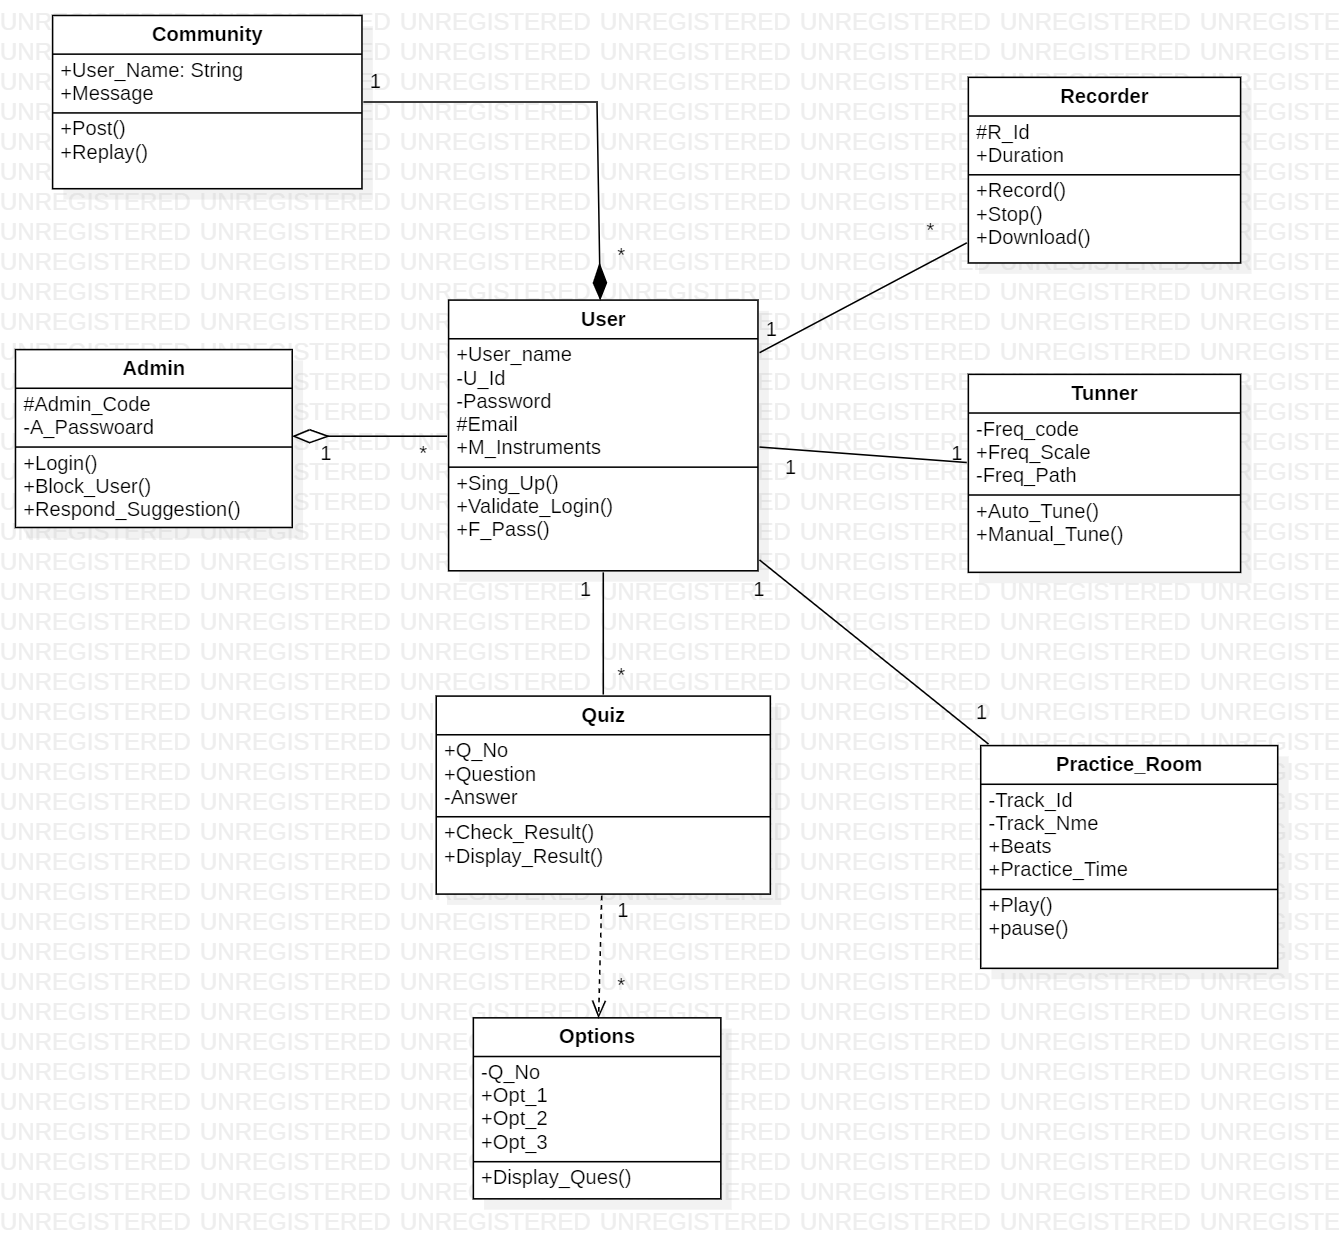 Community
+User_Name: String
+Message
+Post()
+Replay()
1
*
Recorder
#R_Id
+Duration
+Record()
+Stop()
+Download()
*
1
Admin
#Admin_Code
-A_Passwoard
+Login()
+Block_User()
+Respond_Suggestion()
1
*
User
+User_name
-U_Id
-Password
#Email
+M_Instruments
+Sing_Up()
+Validate_Login()
+F_Pass()
1
1
Tunner
-Freq_code
+Freq_Scale
-Freq_Path
+Auto_Tune()
+Manual_Tune()
1
*
1
1
Quiz
+Q_No
+Question
-Answer
+Check_Result()
+Display_Result()
Practice_Room
-Track_Id
-Track_Nme
+Beats
+Practice_Time
+Play()
+pause()
1
*
Options
-Q_No
+Opt_1
+Opt_2
+Opt_3
+Display_Ques()
UNREGISTERED